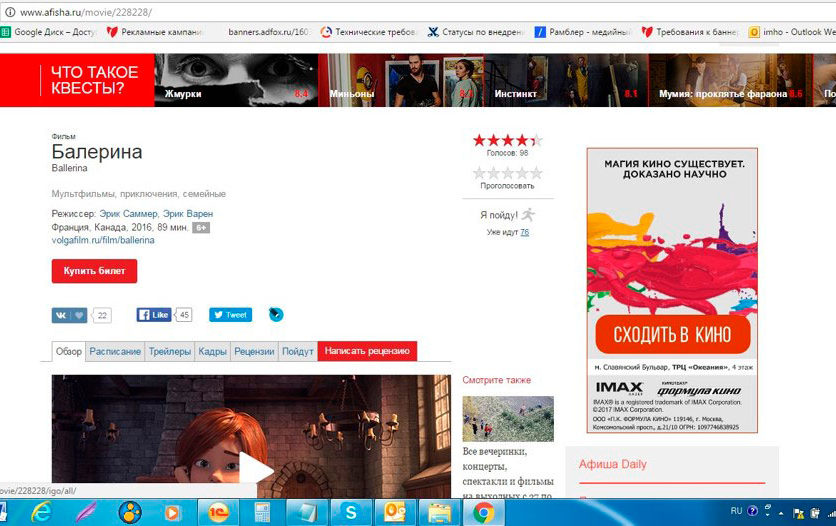 www.afisha.ru/movie/228228/
Google Диск – Досту
Рекламные кампани
banners.adfox.ru/160
Технические требова
Статусы по внедрен
Рамблер - медийны
Требования к баннер
imho - Outlook We
ЧТО ТАКОЕ
КВЕСТЫ?
Жмурки
8.4
Миньоны
Инстинкт
8.1
Мумия: проклятье фараона
8.6
По
Фильм
Балерина
Ballerina
Мультфильмы, приключения, семейные
Режиссер: Эрик Саммер, Эрик Варен
Франция, Канада, 2016, 89 мин. 6+
volgafilm.ru/film/ballerina
Купить билет
Голосов: 98
Проголосовать
Я пойду!
Уже идут 76
22
Like
45
Tweet
Обзор
Расписание
Трейлеры
Кадры
Рецензии
Пойдут
Написать рецензию
Смотрите также
Все вечеринки,
концерты,
спектакли и фильмы
на выходных с 27 по
МАГИЯ КИНО СУЩЕСТВУЕТ.
ДОКАЗАНО НАУЧНО
СХОДИТЬ В КИНО
м. Славянский Бульвар, ТРЦ «Океания», 4 этаж
IMAX
КИНОТЕАТР
формула кино
IMAX® is a registered trademark of IMAX Corporation.
©2017 IMAX Corporation.
ООО «П.К. ФОРМУЛА КИНО» 119146, г. Москва,
Комсомольский просп., д.21/10 ОГРН: 1097746838925
Афиша Daily
ovie/228228/igo/all/
RU